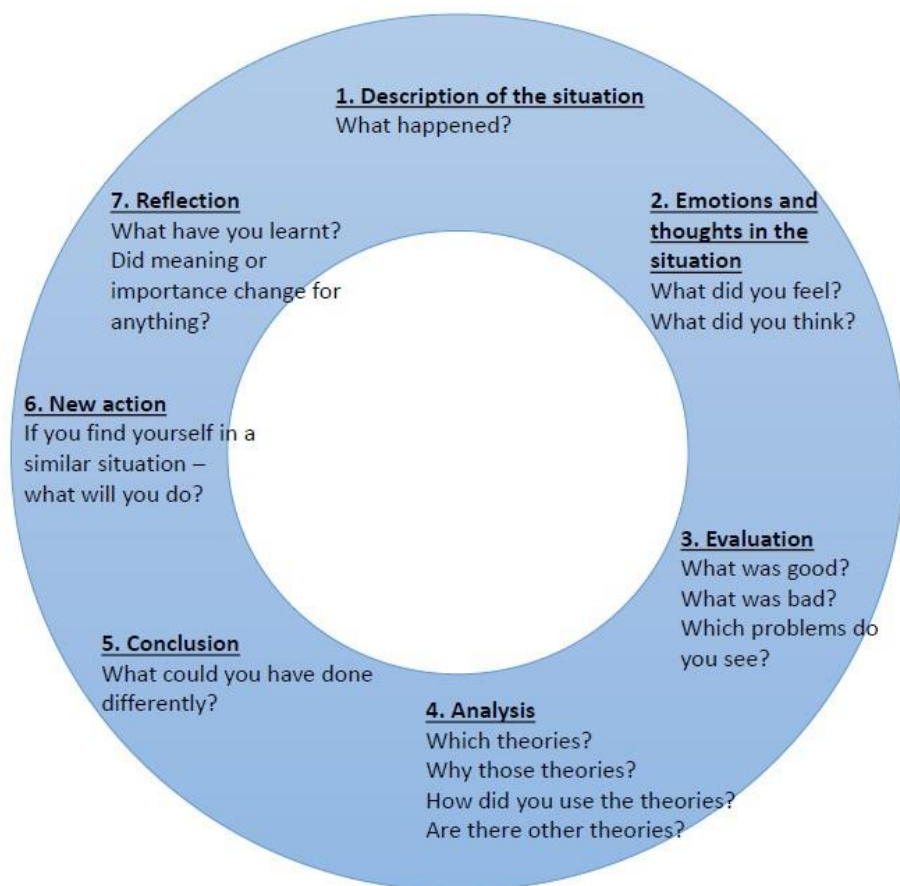 1. Description of the situation
What happened?
2. Emotions and
thoughts in the
situation
What did you feel?
What did you think?
3. Evaluation
What was good?
What was bad?
Which problems do
you see?
4. Analysis
Which theories?
Why those theories?
How did you use the theories?
Are there other theories?
5. Conclusion
What could you have done
differently?
6. New action
If you find yourself in a
similar situation –
what will you do?
7. Reflection
What have you learnt?
Did meaning or
importance change for
anything?